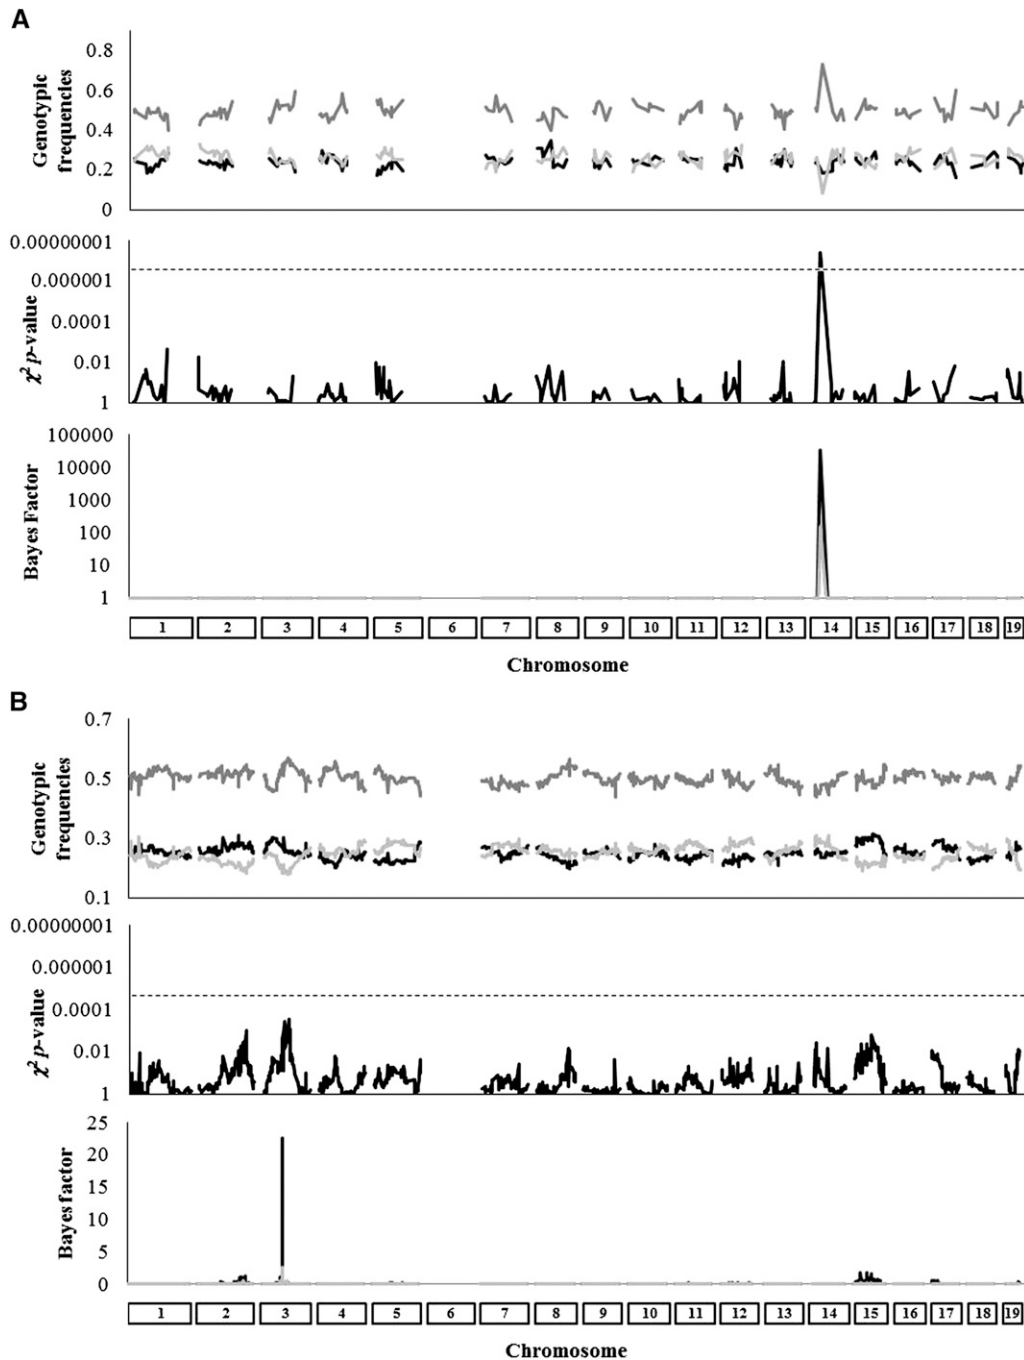 A
Genotypic
frequencies
0.8
0.6
0.4
0.2
0
χ² p-value
0.00000001
0.000001
0.0001
0.01
1
Bayes Factor
100000
10000
1000
100
10
1
1 2 3 4 5 6 7 8 9 10 11 12 13 14 15 16 17 18 19
Chromosome
B
Genotypic
frequencies
0.7
0.5
0.3
0.1
χ² p-value
0.00000001
0.000001
0.0001
0.01
1
Bayes factor
25
20
15
10
5
0
1 2 3 4 5 6 7 8 9 10 11 12 13 14 15 16 17 18 19
Chromosome